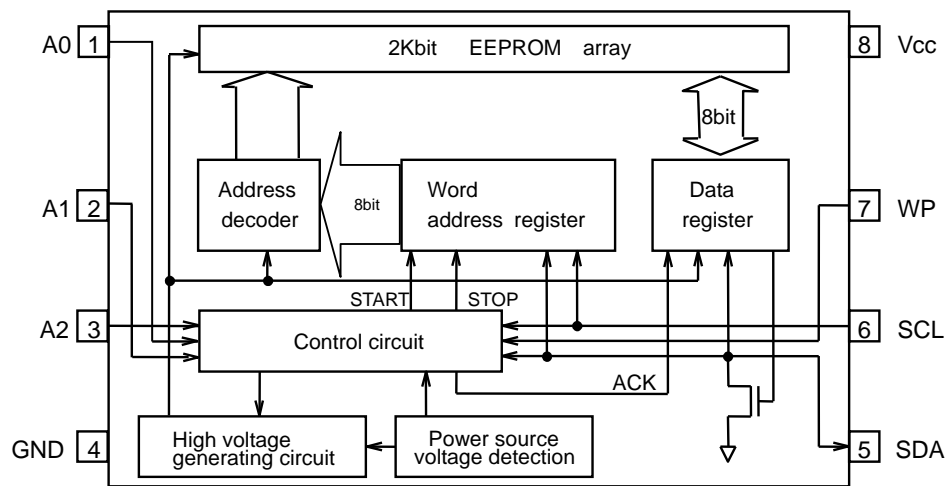 A0 1
2Kbit EEPROM array
8 Vcc
8bit
A1 2
Address
decoder
8bit
Word
address register
Data
register
7 WP
START
STOP
A2 3
Control circuit
6 SCL
ACK
GND 4
High voltage
generating circuit
Power source
voltage detection
5 SDA